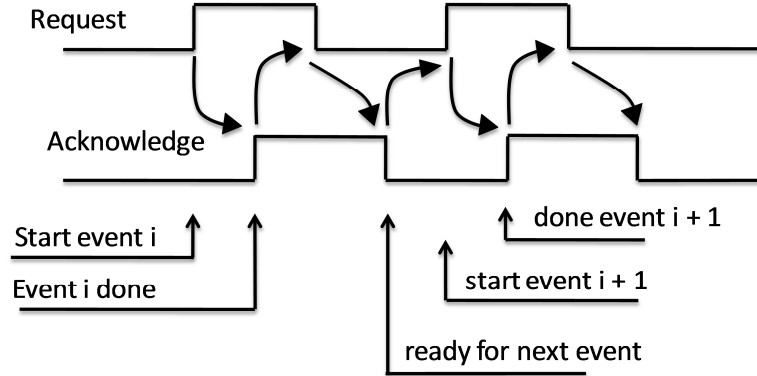 Request
Acknowledge
Start event i
done event i + 1
Event i done
start event i + 1
ready for next event